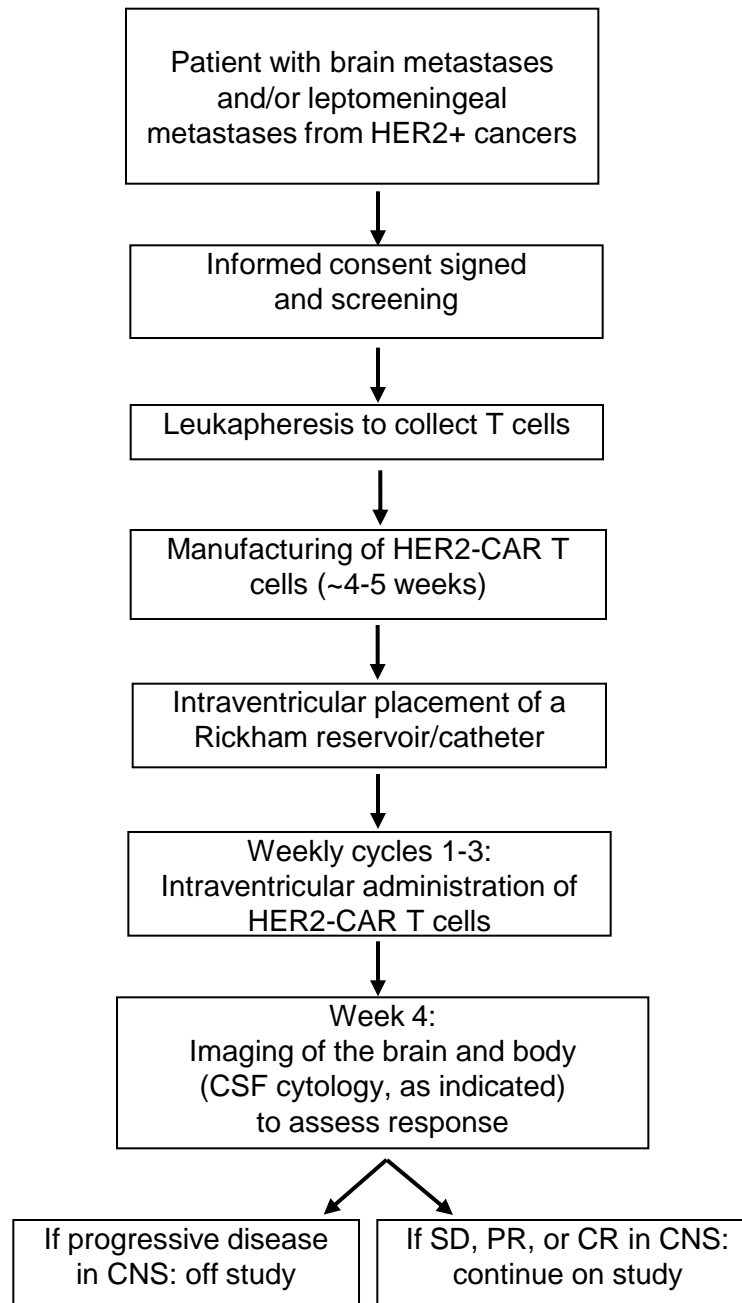 Patient with brain metastases
and/or leptomeningeal
metastases from HER2+ cancers
Informed consent signed
and screening
Leukapheresis to collect T cells
Manufacturing of HER2-CAR T
cells (~4-5 weeks)
Intraventricular placement of a
Rickham reservoir/catheter
Weekly cycles 1-3:
Intraventricular administration of
HER2-CAR T cells
Week 4:
Imaging of the brain and body
(CSF cytology, as indicated)
to assess response
If progressive disease
in CNS: off study
If SD, PR, or CR in CNS:
continue on study